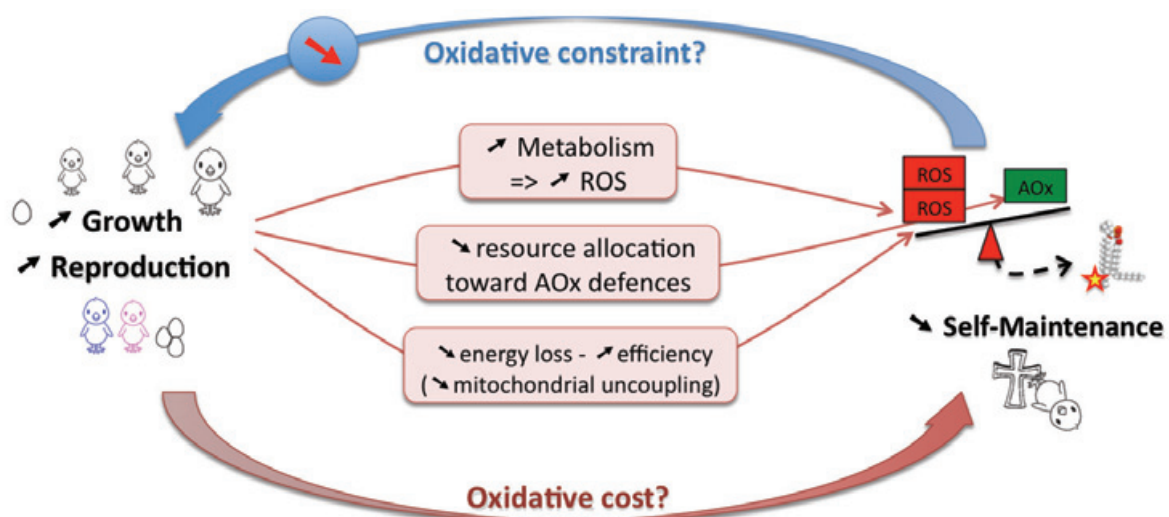 Oxidative constraint?
↗ Metabolism
=> ↗ ROS
↗ Growth
↗ Reproduction
↘ resource allocation
toward AOx defences
↘ energy loss - ↗ efficiency
(↘ mitochondrial uncoupling)
ROS
ROS
AOx
↘ Self-Maintenance
Oxidative cost?